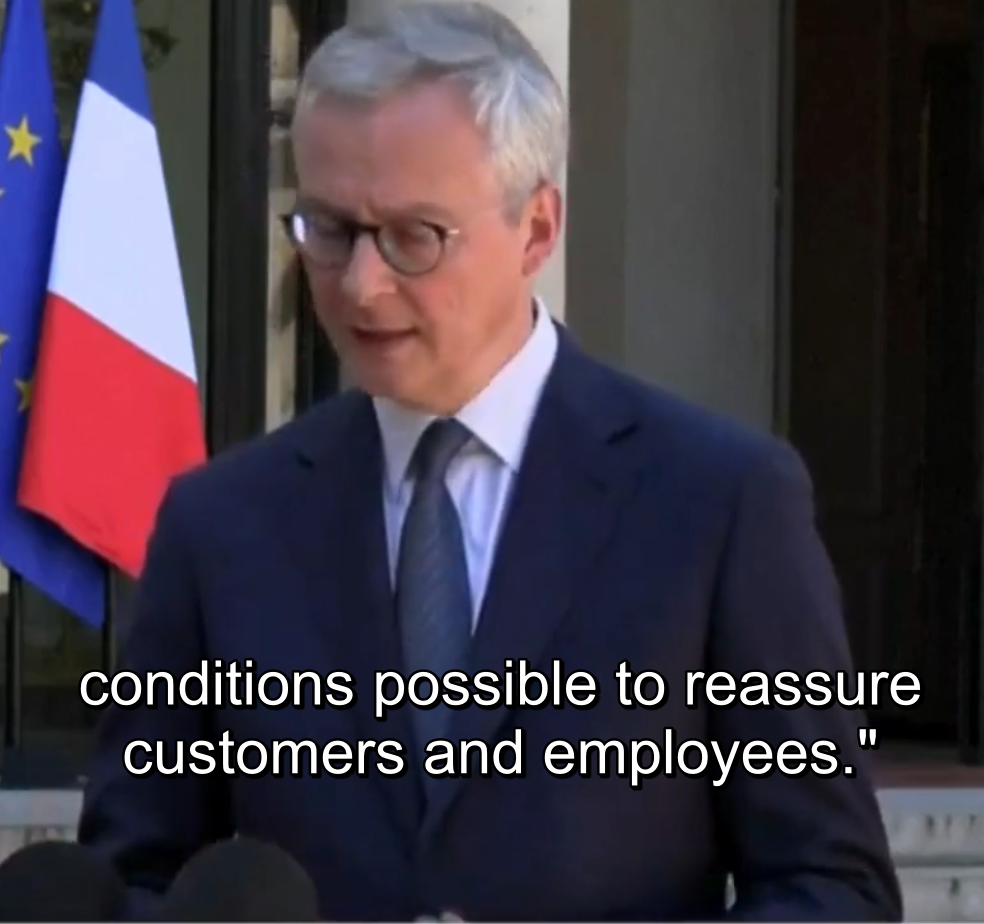 conditions possible to reassure
customers and employees."